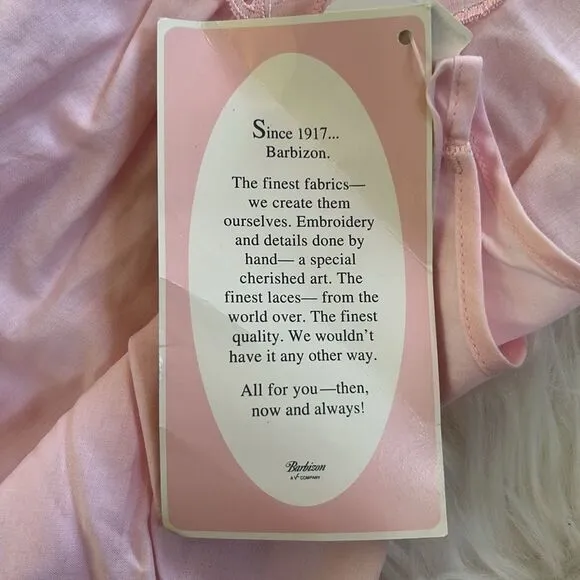 Since 1917...
Barbizon.
The finest fabrics—
we create them
ourselves. Embroidery
and details done by
hand— a special
cherished art. The
finest laces— from the
world over. The finest
quality. We wouldn't
have it any other way.
All for you—then,
now and always!
Barbizon
A VF COMPANY